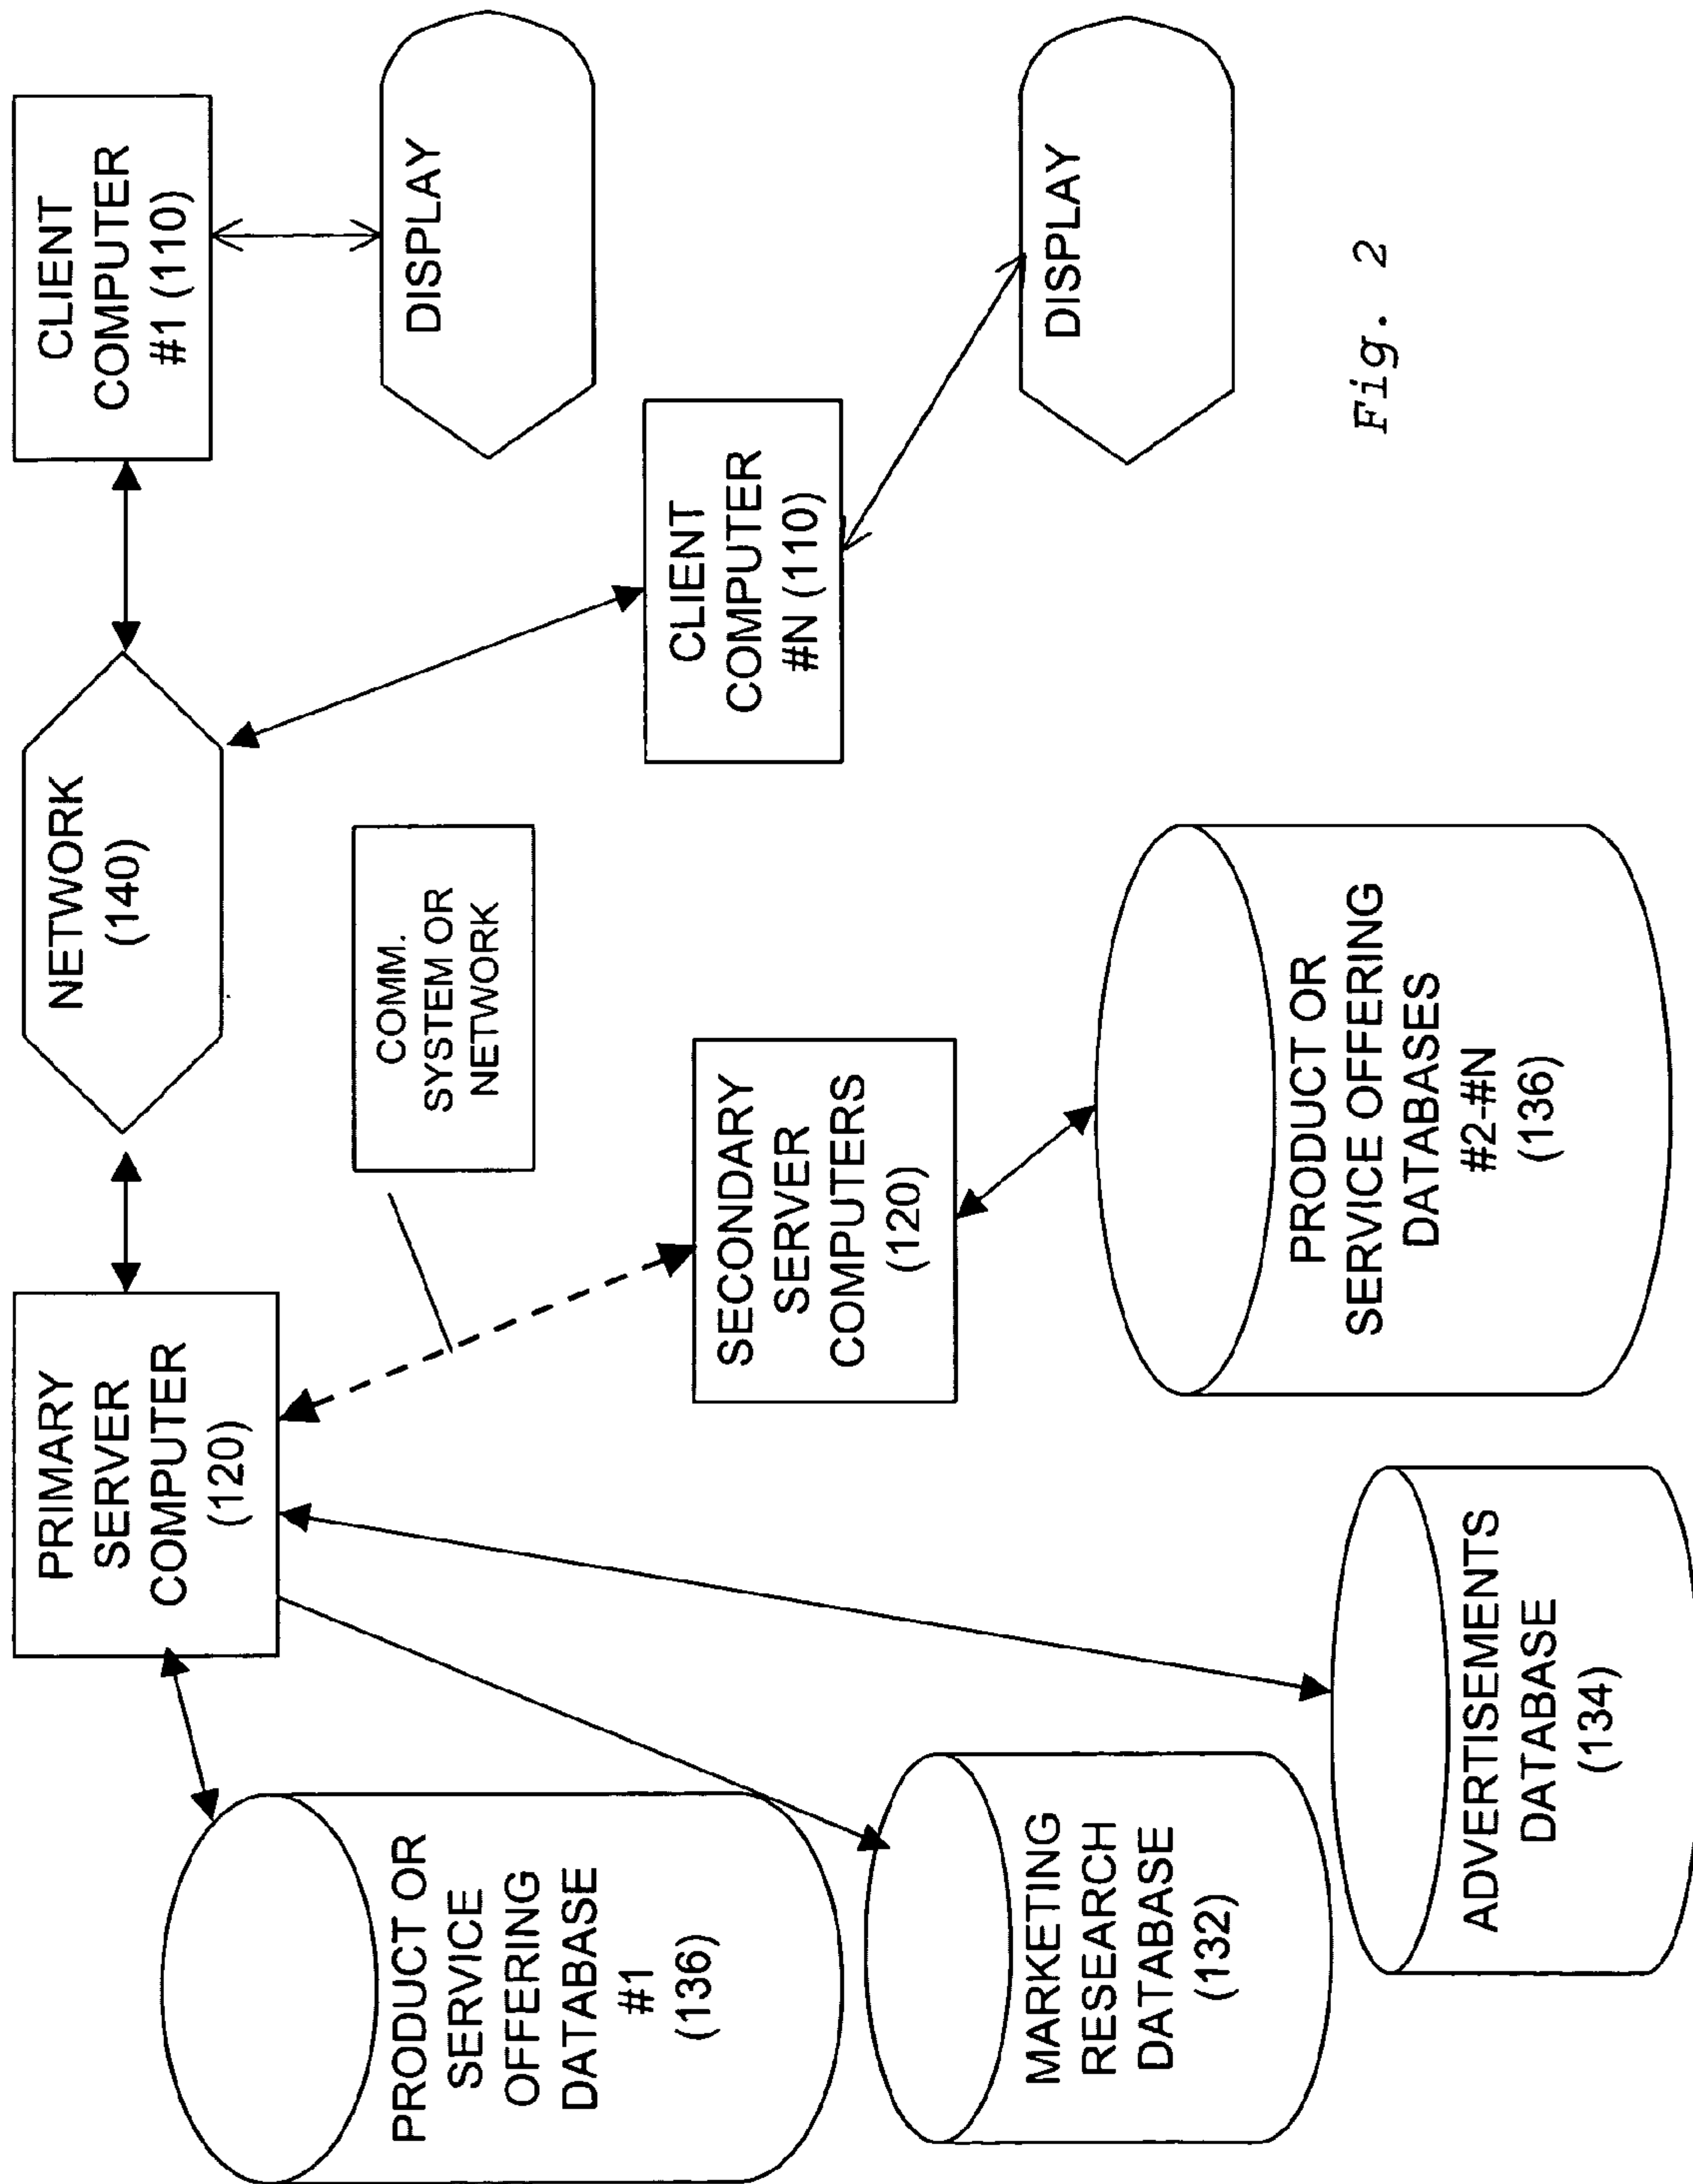 PRIMARY
SERVER
COMPUTER
(120)
NETWORK
(140)
CLIENT
COMPUTER
#1 (110)
DISPLAY
COMM.
SYSTEM OR
NETWORK
CLIENT
COMPUTER
#N (110)
DISPLAY
SECONDARY
SERVER
COMPUTERS
(120)
PRODUCT OR
SERVICE
OFFERING
DATABASE
#1
(136)
MARKETING
RESEARCH
DATABASE
(132)
ADVERTISEMENTS
DATABASE
(134)
PRODUCT OR
SERVICE OFFERING
DATABASES
#2-#N
(136)
Fig. 2